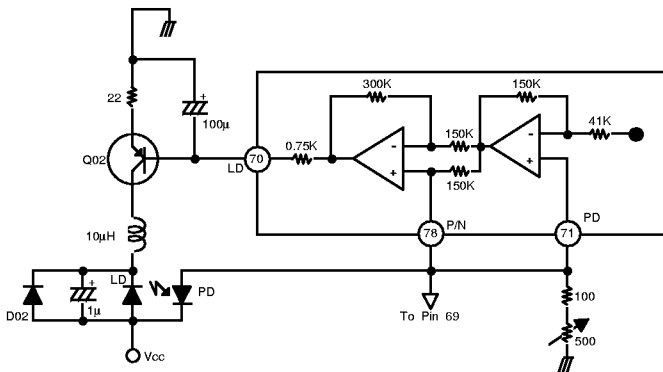 22
100µ
+
Q02
10µH
D02
+
1µ
LD
PD
Vcc
70
LD
0.75K
300K
-
+
150K
150K
150K
-
+
41K
P/N
78
PD
71
To Pin 69
100
500